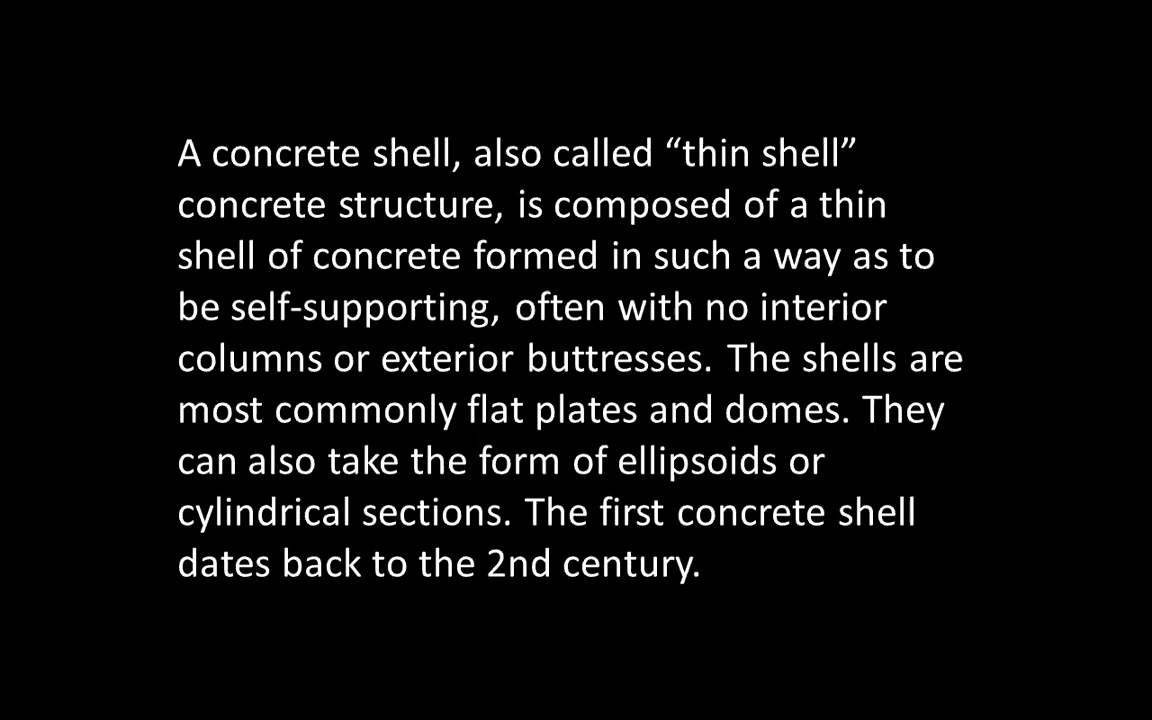 A concrete shell, also called “thin shell”
concrete structure, is composed of a thin
shell of concrete formed in such a way as to
be self-supporting, often with no interior
columns or exterior buttresses. The shells are
most commonly flat plates and domes. They
can also take the form of ellipsoids or
cylindrical sections. The first concrete shell
dates back to the 2nd century.